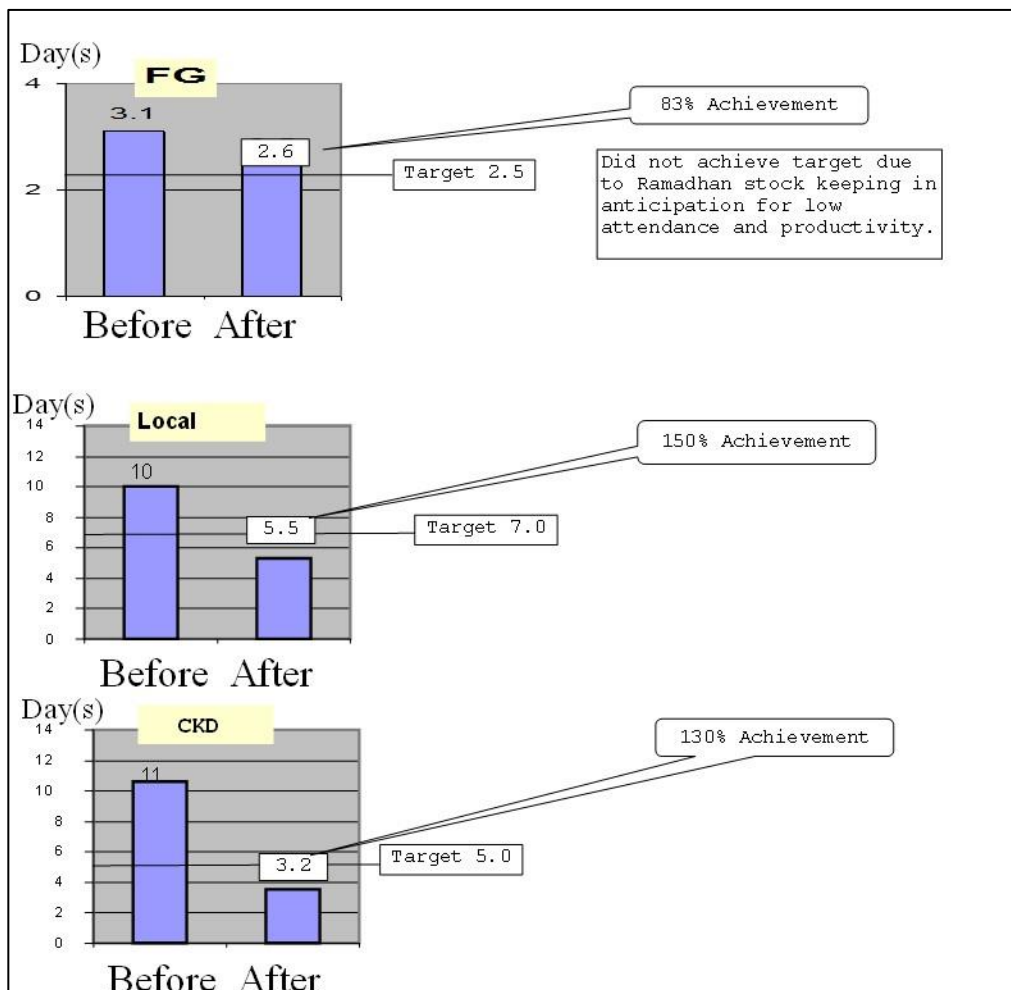 Day(s)
FG
4
2
0
3.1
2.6
83% Achievement
Target 2.5
Did not achieve target due
to Ramadhan stock keeping in
anticipation for low
attendance and productivity.
Before After
Day(s)
Local
14
12
10
8
6
4
2
0
10
5.5
150% Achievement
Target 7.0
Before After
Day(s)
CKD
14
12
10
8
6
4
2
0
11
3.2
130% Achievement
Target 5.0
Before After